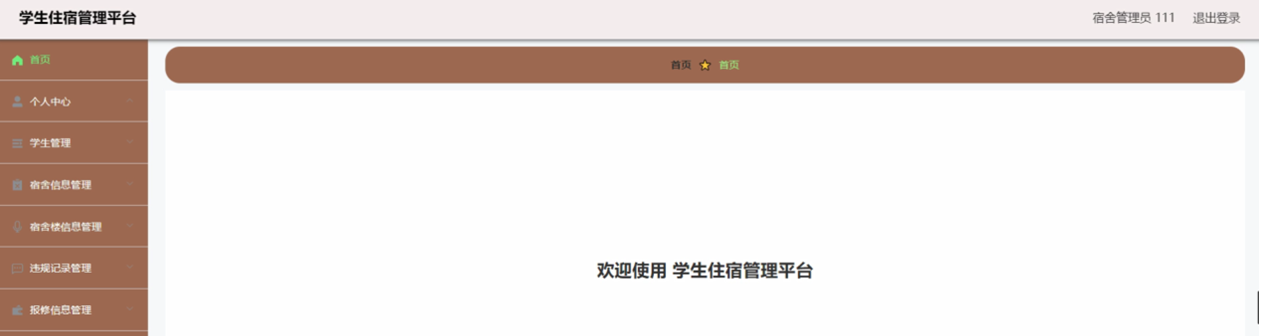 学生住宿管理平台
宿舍管理员 111 退出登录
首页
首页 首页
个人中心
学生管理
宿舍信息管理
宿舍楼信息管理
违规记录管理
报修信息管理
欢迎使用 学生住宿管理平台